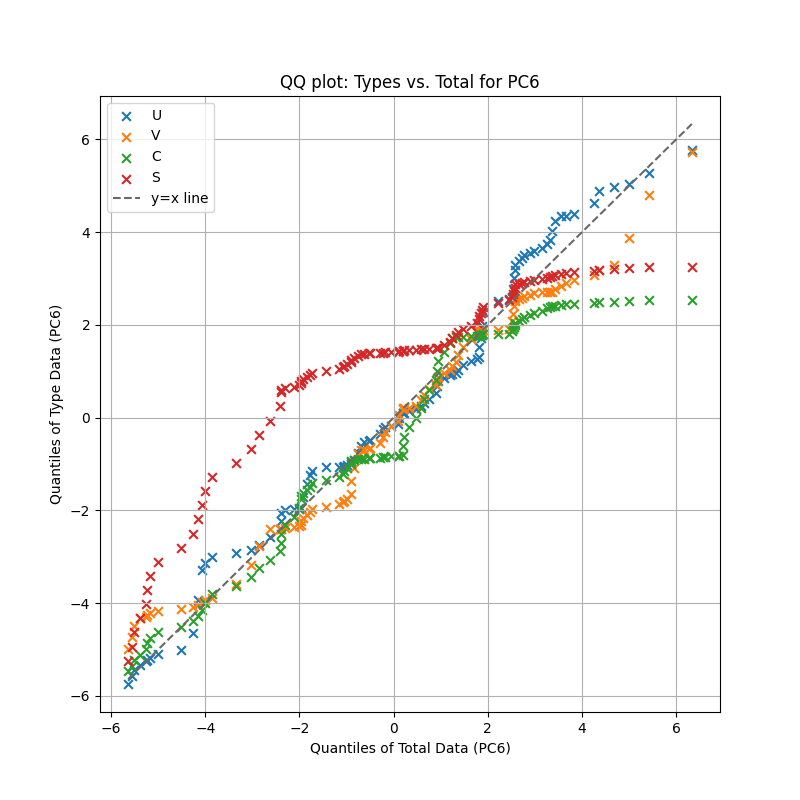 QQ plot: Types vs. Total for PC6
U
V
C
S
y=x line
Quantiles of Type Data (PC6)
6
4
2
0
−2
−4
−6
−6 −4 −2 0 2 4 6
Quantiles of Total Data (PC6)